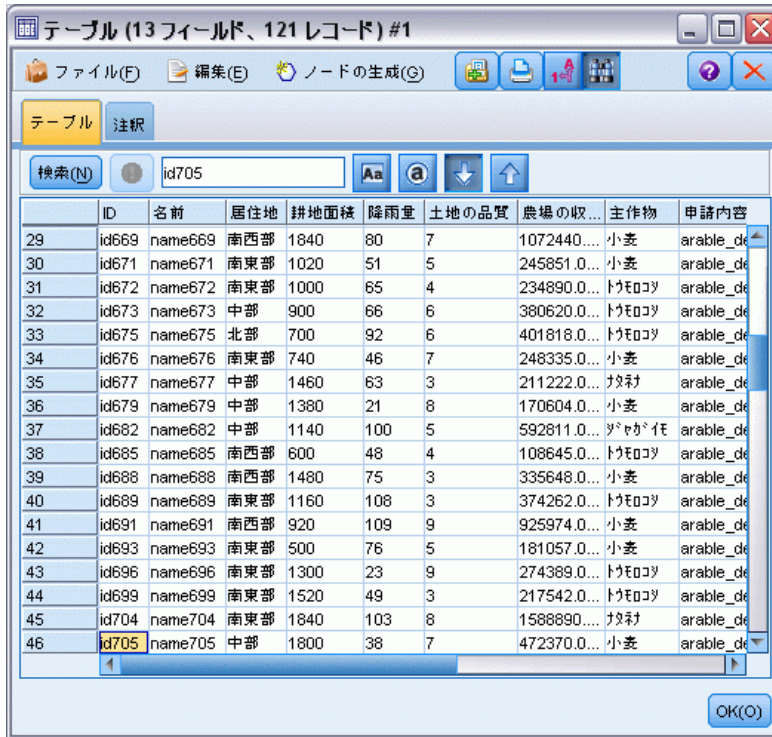 テーブル (13 フィールド、121 レコード) #1
ファイル(F) 編集(E) ノードの生成(G)
テーブル 注釈
検索(N) id705 Aa a
ID 名前 居住地 耕地面積 降雨量 土地の品質 農場の収... 主作物 申請内容
29 id669 name669 南西部 1840 80 7 1072440.... 小麦 arable_de
30 id671 name671 南東部 1020 51 5 245851.0... 小麦 arable_de
31 id672 name672 南東部 1000 65 4 234890.0... ﾄｳﾓﾛｺｼ arable_de
32 id673 name673 中部 900 66 6 380620.0... ﾄｳﾓﾛｺｼ arable_de
33 id675 name675 北部 700 92 6 401818.0... ﾄｳﾓﾛｺｼ arable_de
34 id676 name676 南東部 740 46 7 248335.0... 小麦 arable_de
35 id677 name677 中部 1460 63 3 211222.0... ﾅﾀﾈﾅ arable_de
36 id679 name679 中部 1380 21 8 170604.0... 小麦 arable_de
37 id682 name682 中部 1140 100 5 592811.0... ｼﾞｬｶﾞｲﾓ arable_de
38 id685 name685 南西部 600 48 4 108645.0... ﾄｳﾓﾛｺｼ arable_de
39 id688 name688 南西部 1480 75 3 335648.0... 小麦 arable_de
40 id689 name689 南東部 1160 108 3 374262.0... ﾄｳﾓﾛｺｼ arable_de
41 id691 name691 南西部 920 109 9 925974.0... 小麦 arable_de
42 id693 name693 南東部 500 76 5 181057.0... 小麦 arable_de
43 id696 name696 南東部 1300 23 9 274389.0... ﾄｳﾓﾛｺｼ arable_de
44 id699 name699 南東部 1520 49 3 217542.0... ﾄｳﾓﾛｺｼ arable_de
45 id704 name704 南東部 1840 103 8 1588890.... ﾅﾀﾈﾅ arable_de
46 id705 name705 中部 1800 38 7 472370.0... 小麦 arable_de
OK(O)